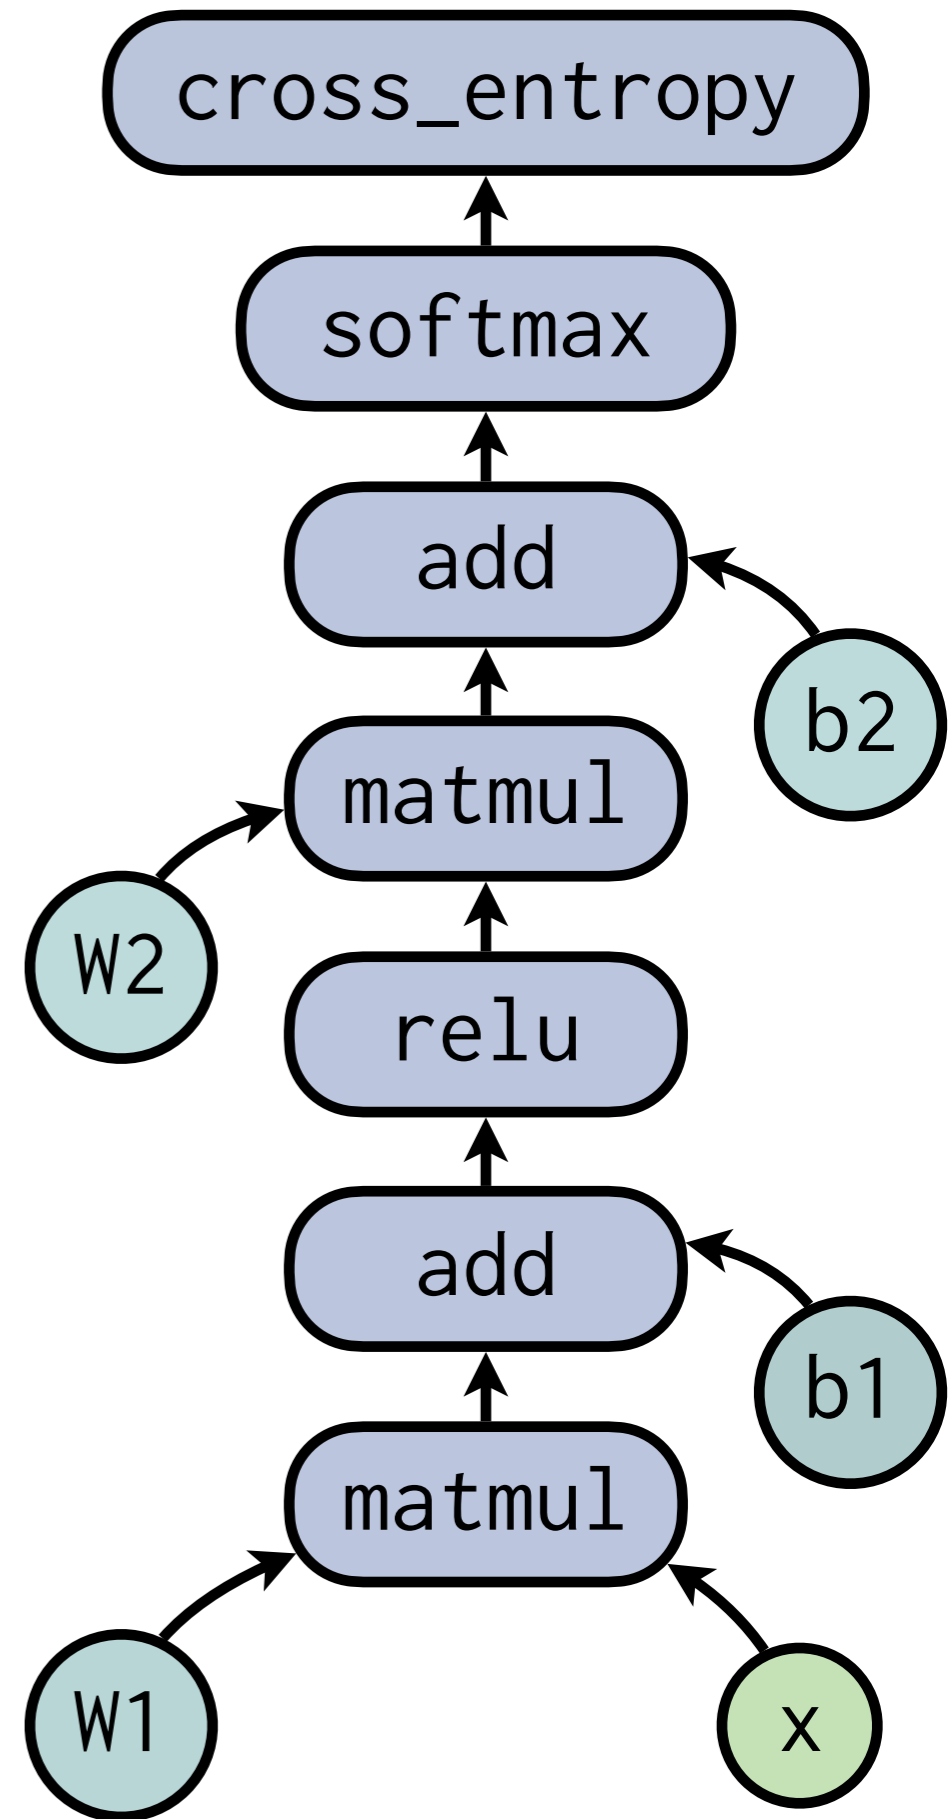 cross_entropy
softmax
add
b2
matmul
W2
relu
add
b1
matmul
W1
x